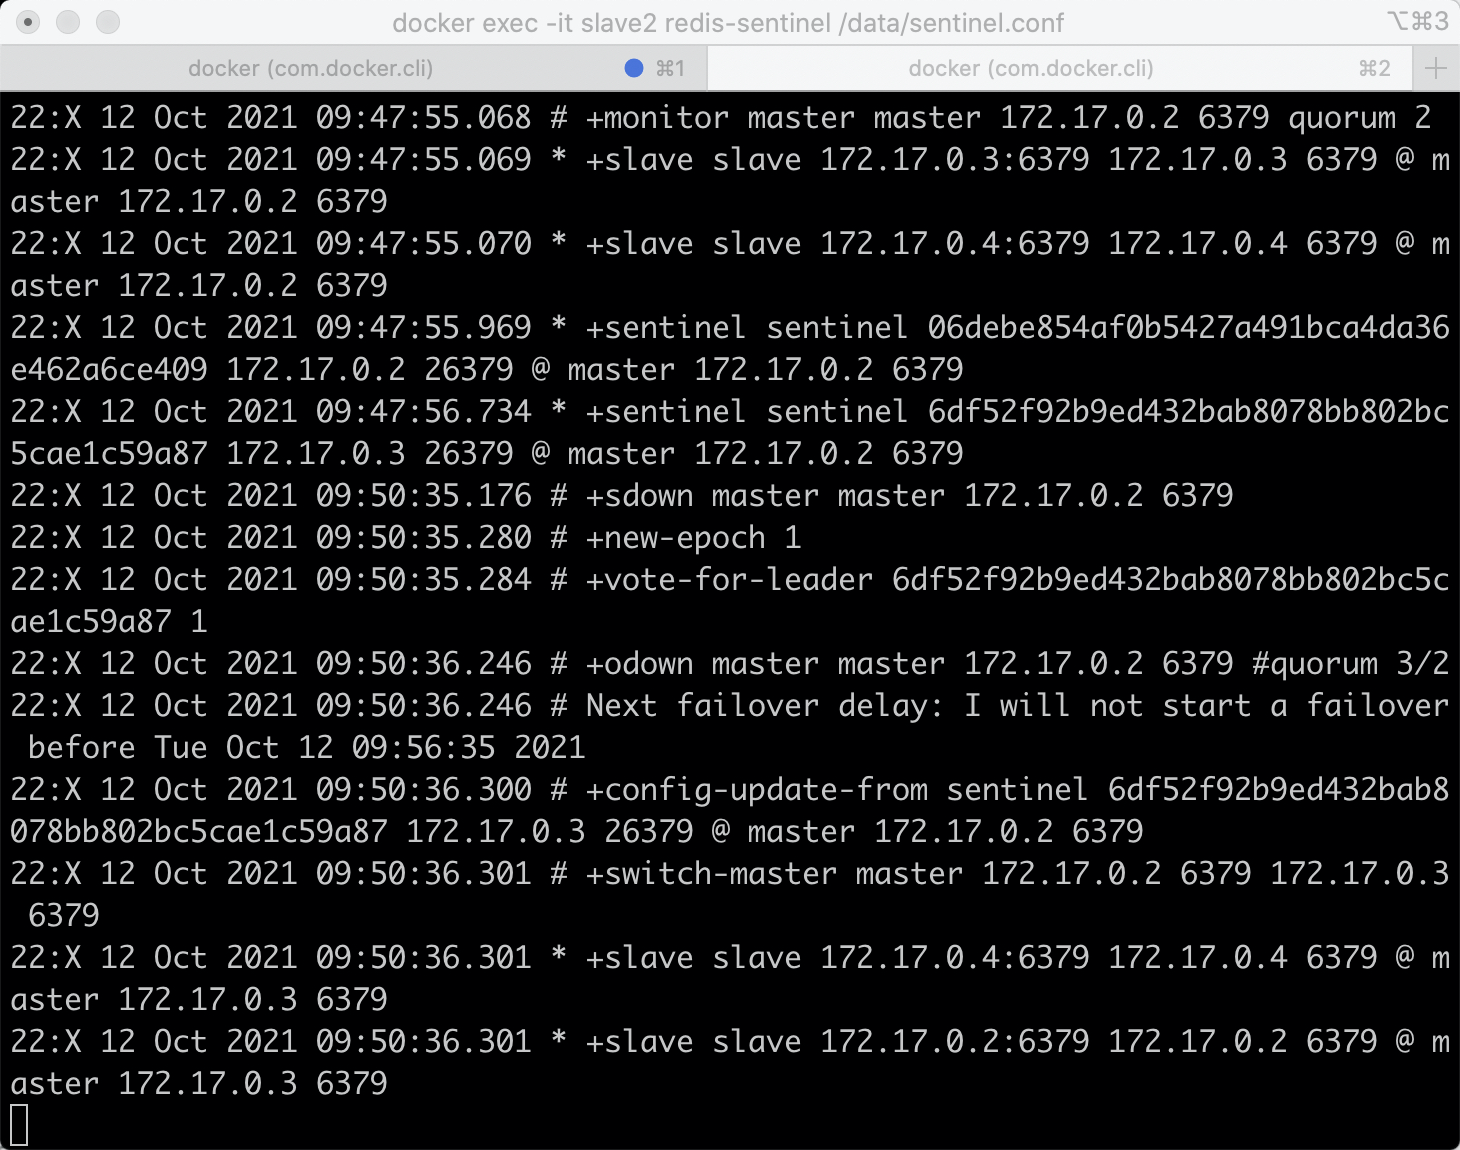 docker exec -it slave2 redis-sentinel /data/sentinel.conf ⌥⌘3
docker (com.docker.cli) ⌘1 docker (com.docker.cli) ⌘2
22:X 12 Oct 2021 09:47:55.068 # +monitor master master 172.17.0.2 6379 quorum 2
22:X 12 Oct 2021 09:47:55.069 * +slave slave 172.17.0.3:6379 172.17.0.3 6379 @ m
aster 172.17.0.2 6379
22:X 12 Oct 2021 09:47:55.070 * +slave slave 172.17.0.4:6379 172.17.0.4 6379 @ m
aster 172.17.0.2 6379
22:X 12 Oct 2021 09:47:55.969 * +sentinel sentinel 06debe854af0b5427a491bca4da36
e462a6ce409 172.17.0.2 26379 @ master 172.17.0.2 6379
22:X 12 Oct 2021 09:47:56.734 * +sentinel sentinel 6df52f92b9ed432bab8078bb802bc
5cae1c59a87 172.17.0.3 26379 @ master 172.17.0.2 6379
22:X 12 Oct 2021 09:50:35.176 # +sdown master master 172.17.0.2 6379
22:X 12 Oct 2021 09:50:35.280 # +new-epoch 1
22:X 12 Oct 2021 09:50:35.284 # +vote-for-leader 6df52f92b9ed432bab8078bb802bc5c
ae1c59a87 1
22:X 12 Oct 2021 09:50:36.246 # +odown master master 172.17.0.2 6379 #quorum 3/2
22:X 12 Oct 2021 09:50:36.246 # Next failover delay: I will not start a failover
before Tue Oct 12 09:56:35 2021
22:X 12 Oct 2021 09:50:36.300 # +config-update-from sentinel 6df52f92b9ed432bab8
078bb802bc5cae1c59a87 172.17.0.3 26379 @ master 172.17.0.2 6379
22:X 12 Oct 2021 09:50:36.301 # +switch-master master 172.17.0.2 6379 172.17.0.3
6379
22:X 12 Oct 2021 09:50:36.301 * +slave slave 172.17.0.4:6379 172.17.0.4 6379 @ m
aster 172.17.0.3 6379
22:X 12 Oct 2021 09:50:36.301 * +slave slave 172.17.0.2:6379 172.17.0.2 6379 @ m
aster 172.17.0.3 6379